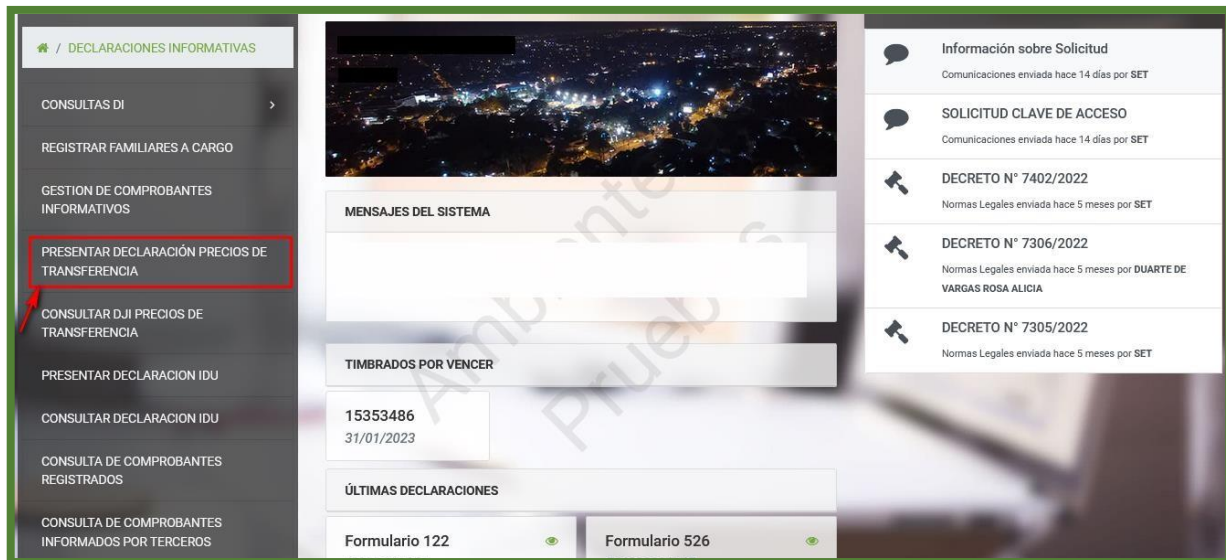 / DECLARACIONES INFORMATIVAS
CONSULTAS DI
REGISTRAR FAMILIARES A CARGO
GESTION DE COMPROBANTES
INFORMATIVOS
PRESENTAR DECLARACIÓN PRECIOS DE
TRANSFERENCIA
CONSULTAR DJI PRECIOS DE
TRANSFERENCIA
PRESENTAR DECLARACION IDU
CONSULTAR DECLARACION IDU
CONSULTA DE COMPROBANTES
REGISTRADOS
CONSULTA DE COMPROBANTES
INFORMADOS POR TERCEROS
MENSAJES DEL SISTEMA
TIMBRADOS POR VENCER
15353486
31/01/2023
ÚLTIMAS DECLARACIONES
Formulario 122
Formulario 526
Ambiente
Pruebas
Información sobre Solicitud
Comunicaciones enviada hace 14 días por SET
SOLICITUD CLAVE DE ACCESO
Comunicaciones enviada hace 14 días por SET
DECRETO N° 7402/2022
Normas Legales enviada hace 5 meses por SET
DECRETO N° 7306/2022
Normas Legales enviada hace 5 meses por DUARTE DE
VARGAS ROSA ALICIA
DECRETO N° 7305/2022
Normas Legales enviada hace 5 meses por SET